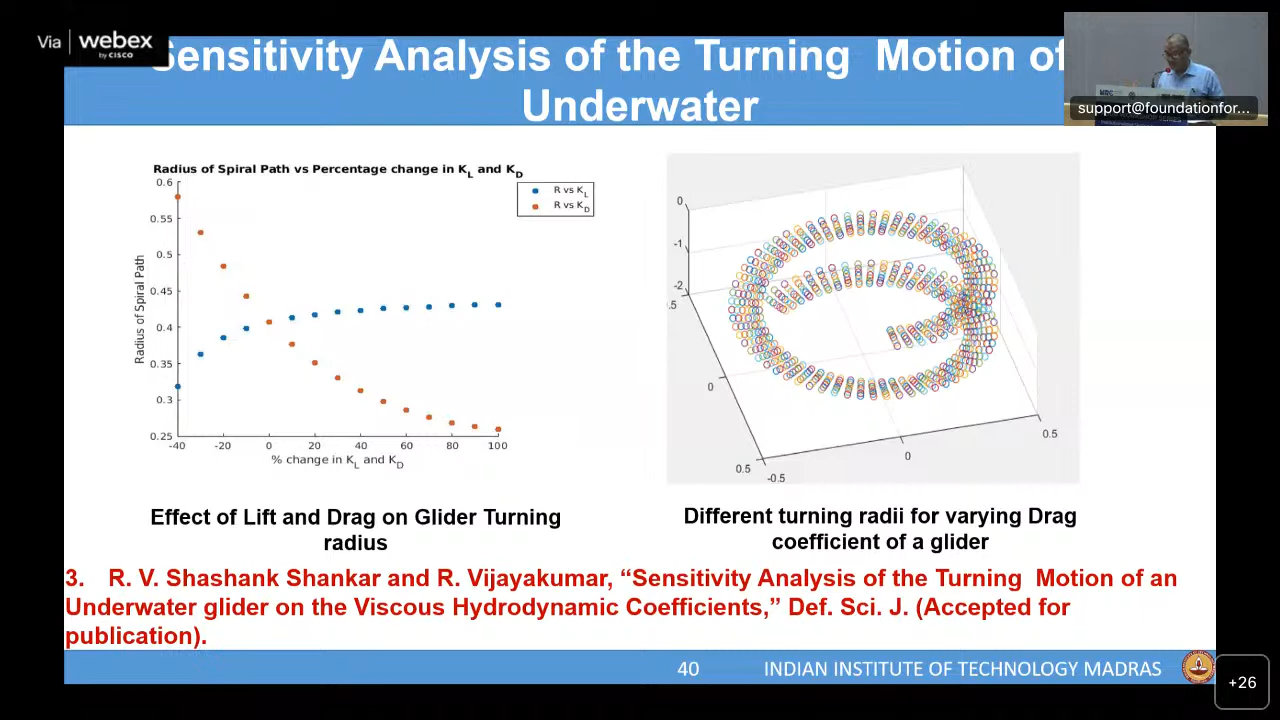 Via webex
by CISCO
Sensitivity Analysis of the Turning Motion of
Underwater
support@foundationfor...
Radius of Spiral Path vs Percentage change in KL and KD
R vs KL
R vs KD
0.6
0.55
0.5
0.45
0.4
0.35
0.3
0.25
Radius of Spiral Path
-40 -20 0 20 40 60 80 100
% change in KL and KD
0
-1
-2
.5
0
0.5
-0.5
0
0.5
Effect of Lift and Drag on Glider Turning
radius
Different turning radii for varying Drag
coefficient of a glider
3. R. V. Shashank Shankar and R. Vijayakumar, “Sensitivity Analysis of the Turning Motion of an
Underwater glider on the Viscous Hydrodynamic Coefficients,” Def. Sci. J. (Accepted for
publication).
40 INDIAN INSTITUTE OF TECHNOLOGY MADRAS
+26